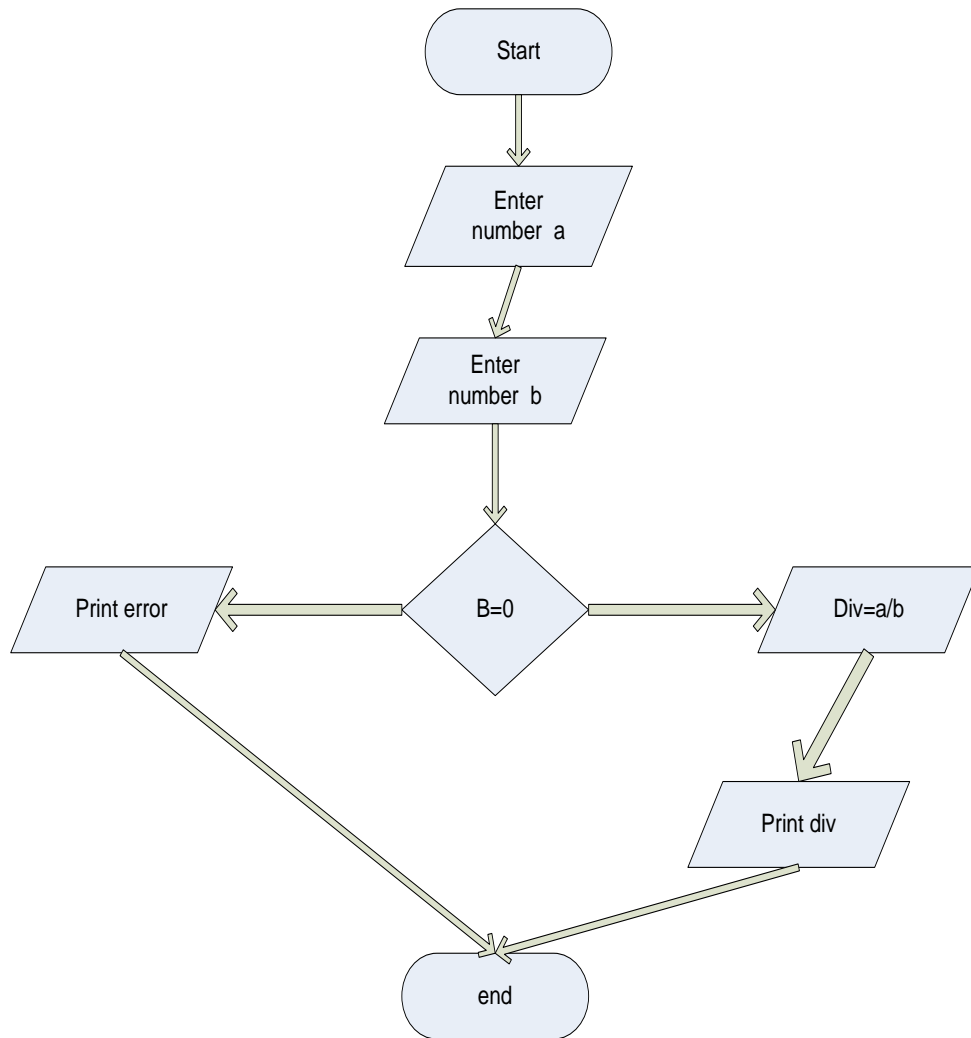 Start
Enter
number  a
Enter
number  b
B=0
Print error
Div=a/b
Print div
end